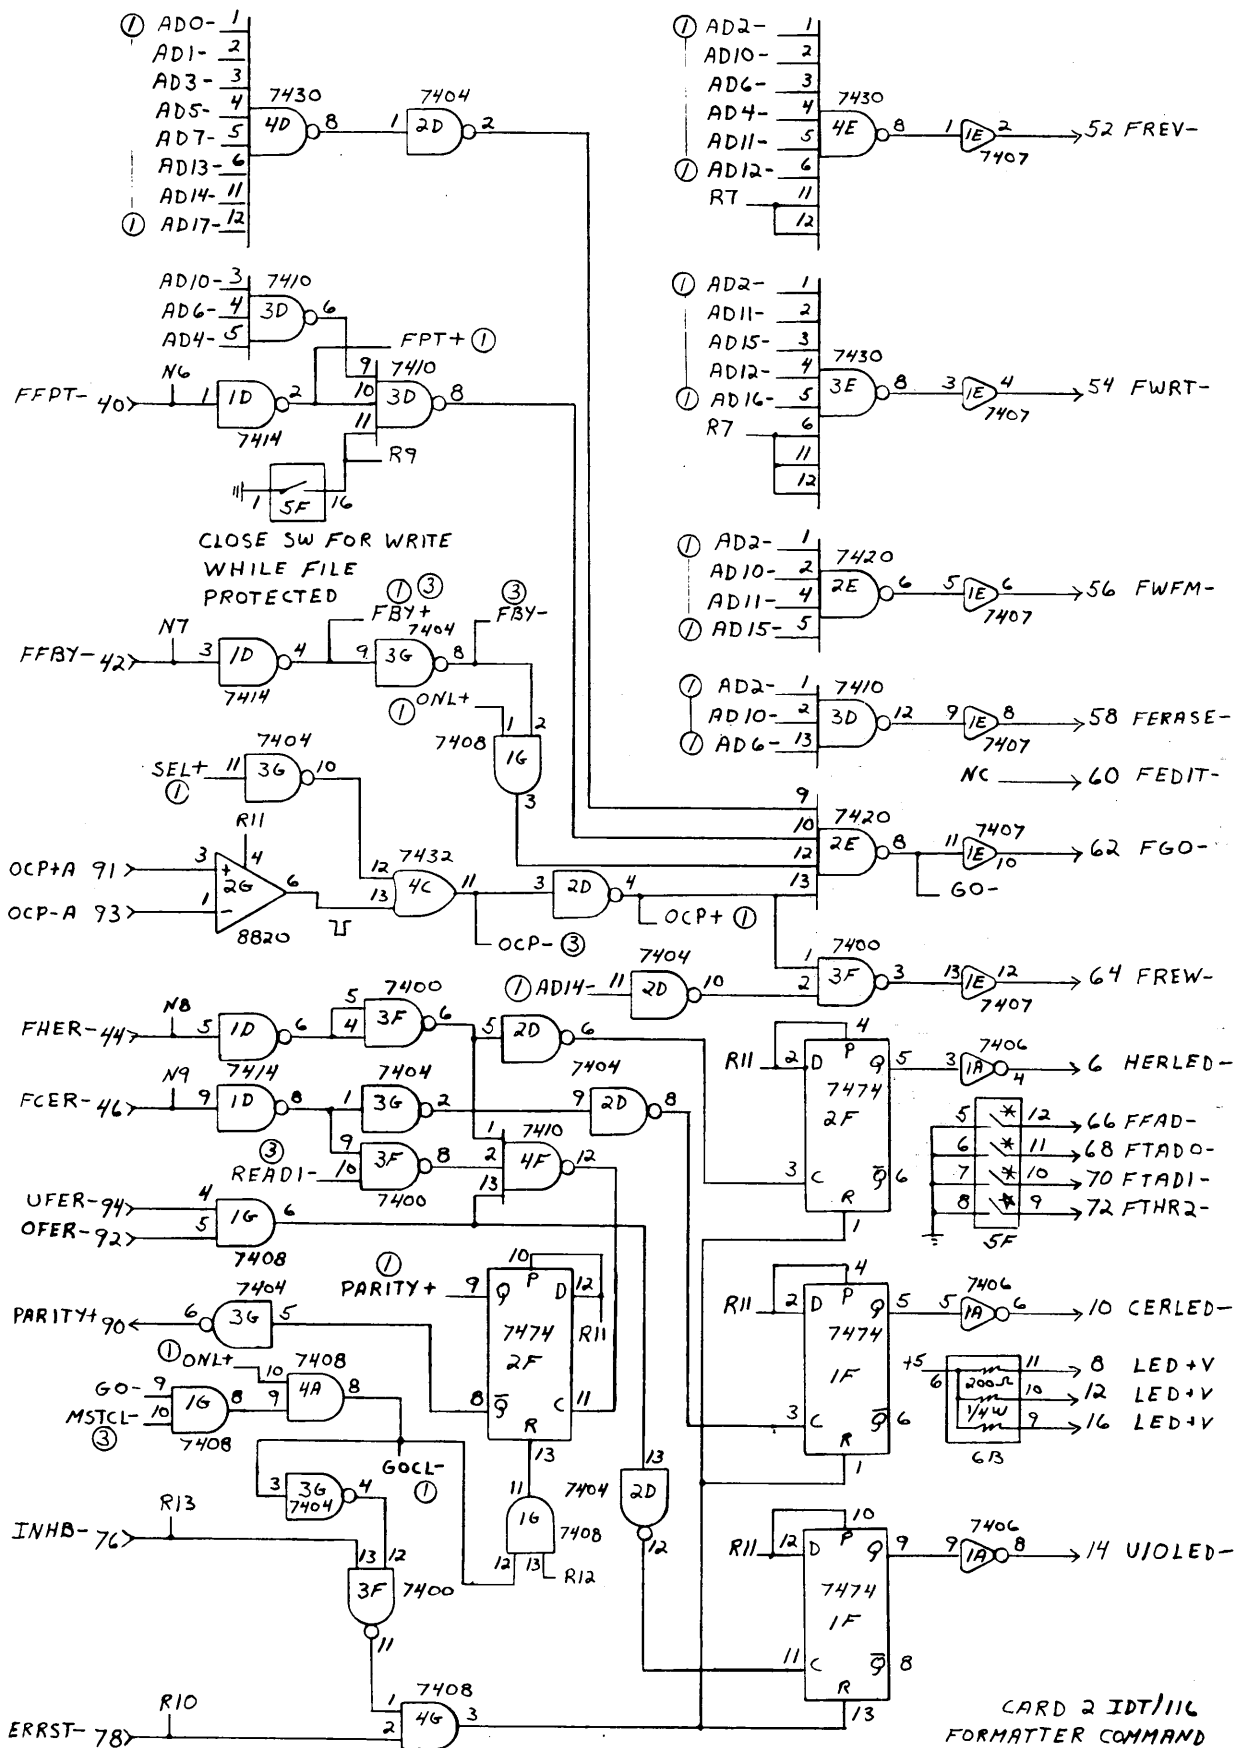 ① AD0- 1
AD1- 2
AD3- 3
AD5- 4
AD7- 5
AD13- 6
AD14- 11
① AD17- 12
7430
4D
8
1
7404
2D
2
① AD2- 1
AD10- 2
AD6- 3
AD4- 4
AD11- 5
① AD12- 6
R7
11
12
7430
4E
8
1
1E
2
7407
52 FREV-
AD10- 3
AD6- 4
AD4- 5
7410
3D
6
FPT+ ①
N6
FFPT- 40
1
1D
2
7414
9
10
11
7410
3D
8
R9
1
5F
16
CLOSE SW FOR WRITE
WHILE FILE
PROTECTED
① AD2- 1
AD11- 2
AD15- 3
AD12- 4
① AD16- 5
R7
6
11
12
7430
3E
8
3
1E
4
7407
54 FWRT-
① AD2- 1
AD10- 2
AD11- 4
① AD15- 5
7420
2E
6
5
1E
6
7407
56 FWFM-
① ③
FBY+
③
FBY-
N7
FFBY- 42
3
1D
4
7414
9
7404
3G
8
① ONL+
1
2
7408
1G
3
① AD2- 1
AD10- 2
① AD6- 13
7410
3D
12
9
1E
8
7407
58 FERASE-
NC
60 FEDIT-
SEL+
①
11
7404
3G
10
R11
OCP+A 91
OCP-A 93
3
+
4
2G
1
-
6
8820
12
13
7432
4C
11
3
2D
4
OCP- ③
OCP+ ①
9
10
12
13
7420
2E
8
11
7407
1E
10
62 FGO-
GO-
① AD14-
11
7404
2D
10
1
2
7400
3F
3
13
1E
12
7407
64 FREW-
N8
FHER- 44
5
1D
6
7414
5
4
7400
3F
6
5
2D
6
7404
N9
FCER- 46
9
1D
8
1
7404
3G
2
9
2D
8
③
READ1-
9
10
3F
8
7400
1
2
13
7410
4F
12
UFER- 94
OFER- 92
4
5
1G
6
7408
R11
2
D
4
P
Q
5
7474
2F
3
C
Q̅
6
R
1
3
7406
1A
4
6 HERLED-
5
12
66 FFAD-
6
11
68 FTAD0-
7
10
70 FTAD1-
8
9
72 FTHR2-
5F
PARITY+ 90
6
7404
3G
5
①
PARITY+
9
Q
10
P
D
12
R11
7474
2F
8
Q̅
C
11
R
13
R11
2
D
4
P
Q
5
7474
1F
3
C
Q̅
6
R
1
5
7406
1A
6
10 CERLED-
+5
6
200Ω
1/4W
11
8 LED+V
10
12 LED+V
9
16 LED+V
6B
① ONL+
GO- 9
MSTCL- 10
③
1G
8
7408
10
9
7408
4A
8
GOCL-
①
3
3G
7404
4
11
1G
7408
12
13
R12
13
7404
2D
12
R13
INHB- 76
13
12
3F
7400
11
R11
12
D
10
P
Q
9
7474
1F
11
C
Q̅
8
R
13
9
7406
1A
8
14 UIOLED-
R10
ERRST- 78
1
2
7408
4G
3
CARD 2 IDT/116
FORMATTER COMMAND